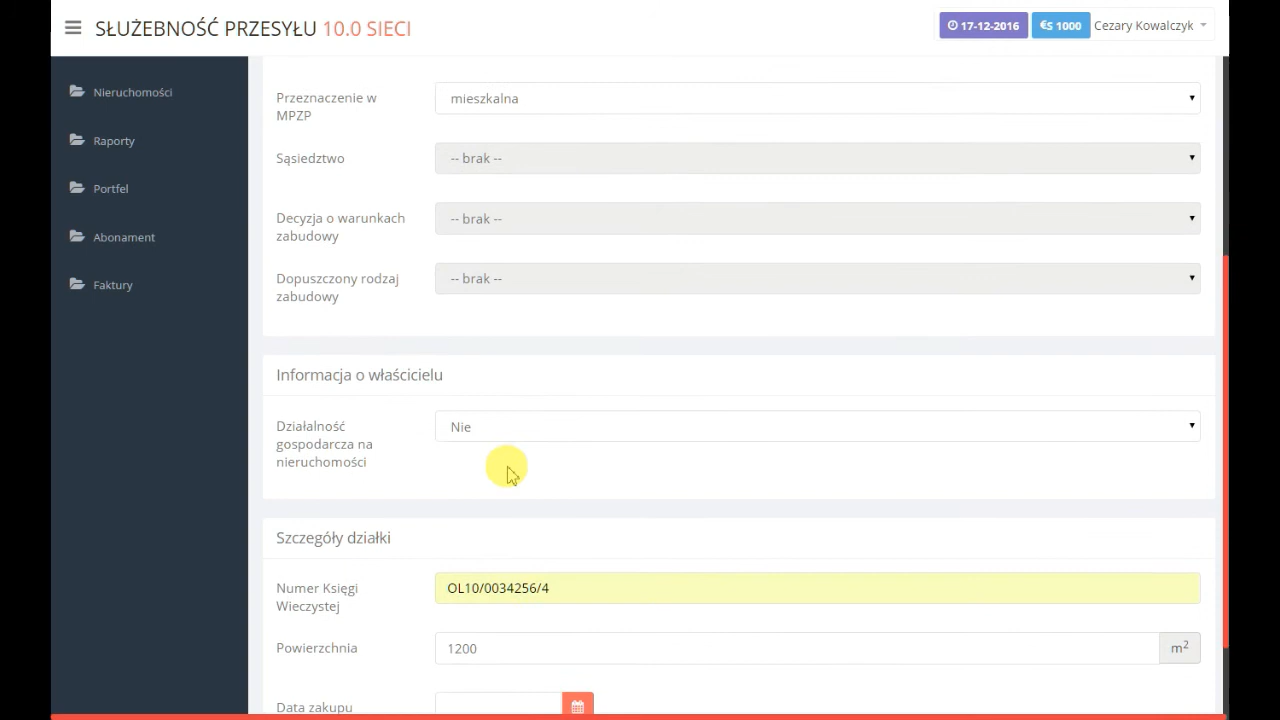 SŁUŻEBNOŚĆ PRZESYŁU 10.0 SIECI
17-12-2016
€$ 1000
Cezary Kowalczyk
Nieruchomości
Raporty
Portfel
Abonament
Faktury
Przeznaczenie w
MPZP
mieszkalna
Sąsiedztwo
-- brak --
Decyzja o warunkach
zabudowy
-- brak --
Dopuszczony rodzaj
zabudowy
-- brak --
Informacja o właścicielu
Działalność
gospodarcza na
nieruchomości
Nie
Szczegóły działki
Numer Księgi
Wieczystej
OL10/0034256/4
Powierzchnia
1200
m²
Data zakupu